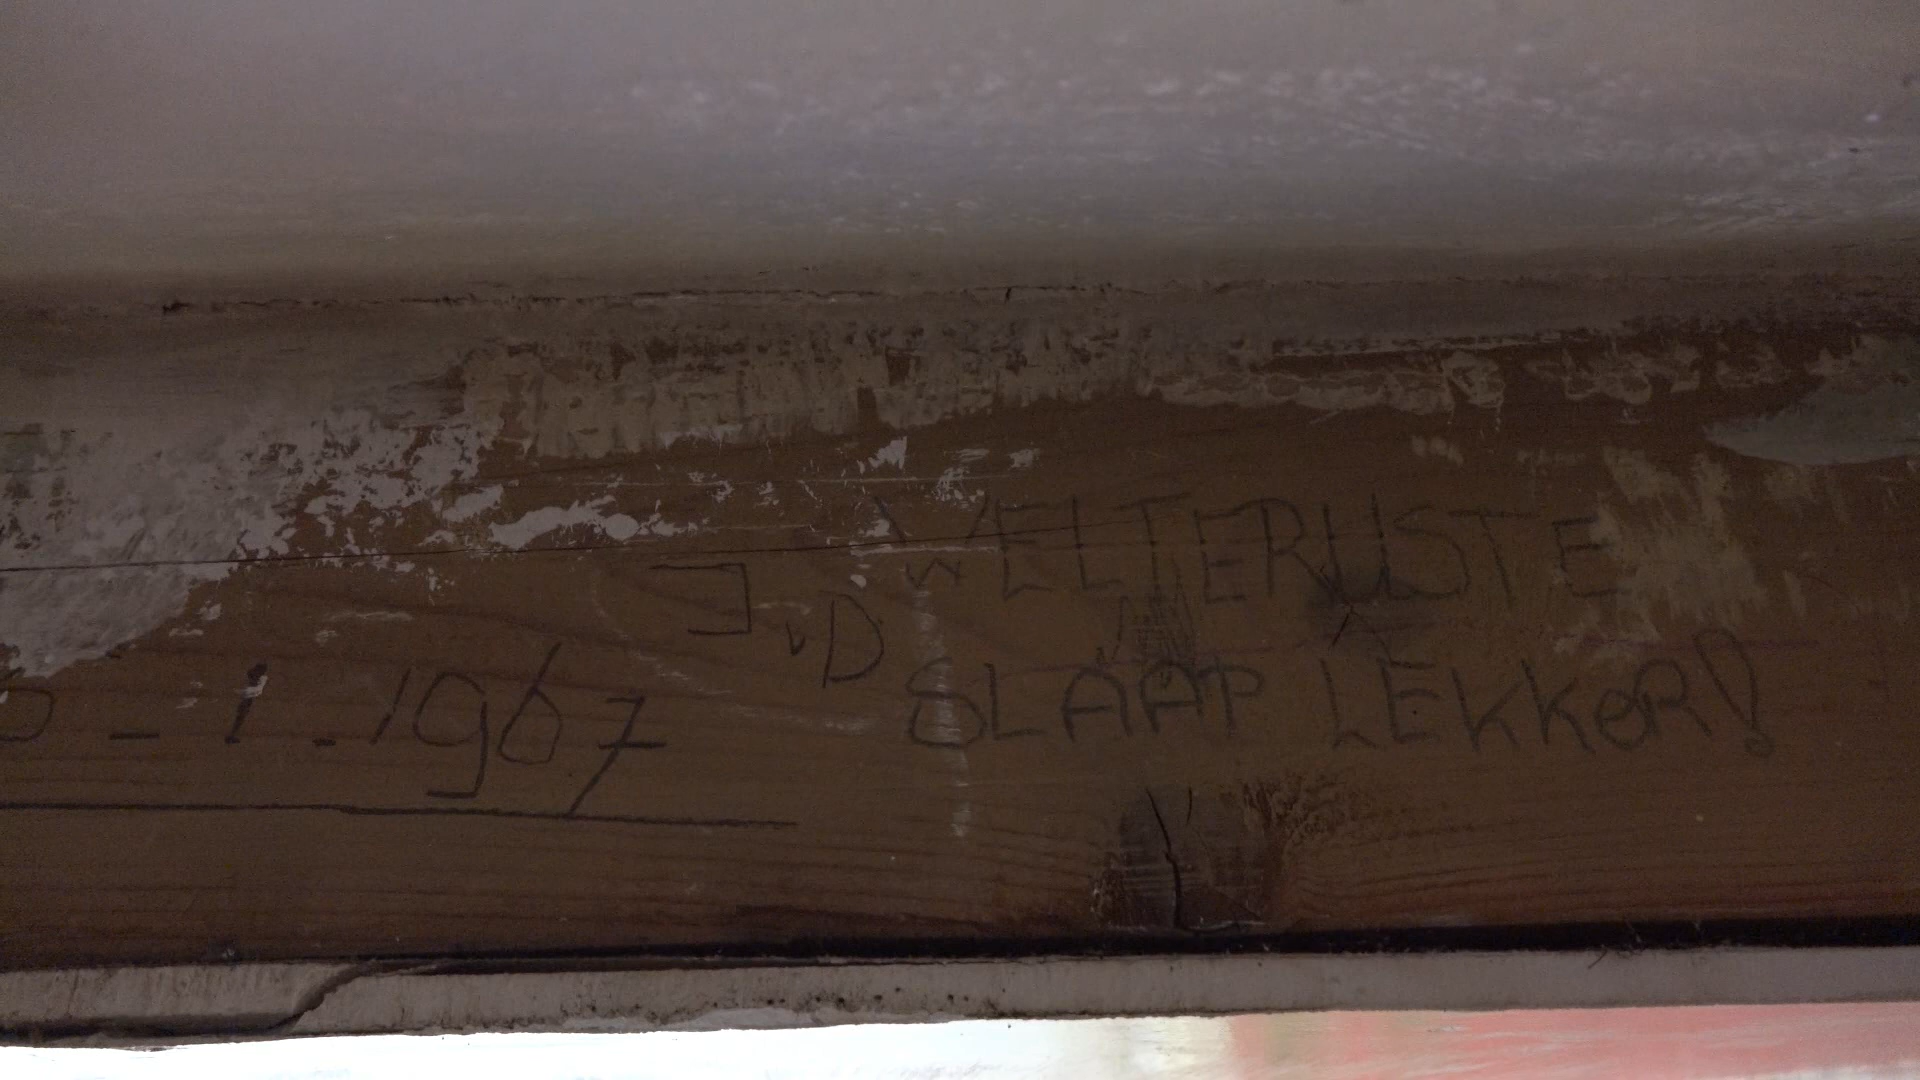 WELTERUSTE
J.v.D
SLAAP LEKKER!
- 1 - 1967